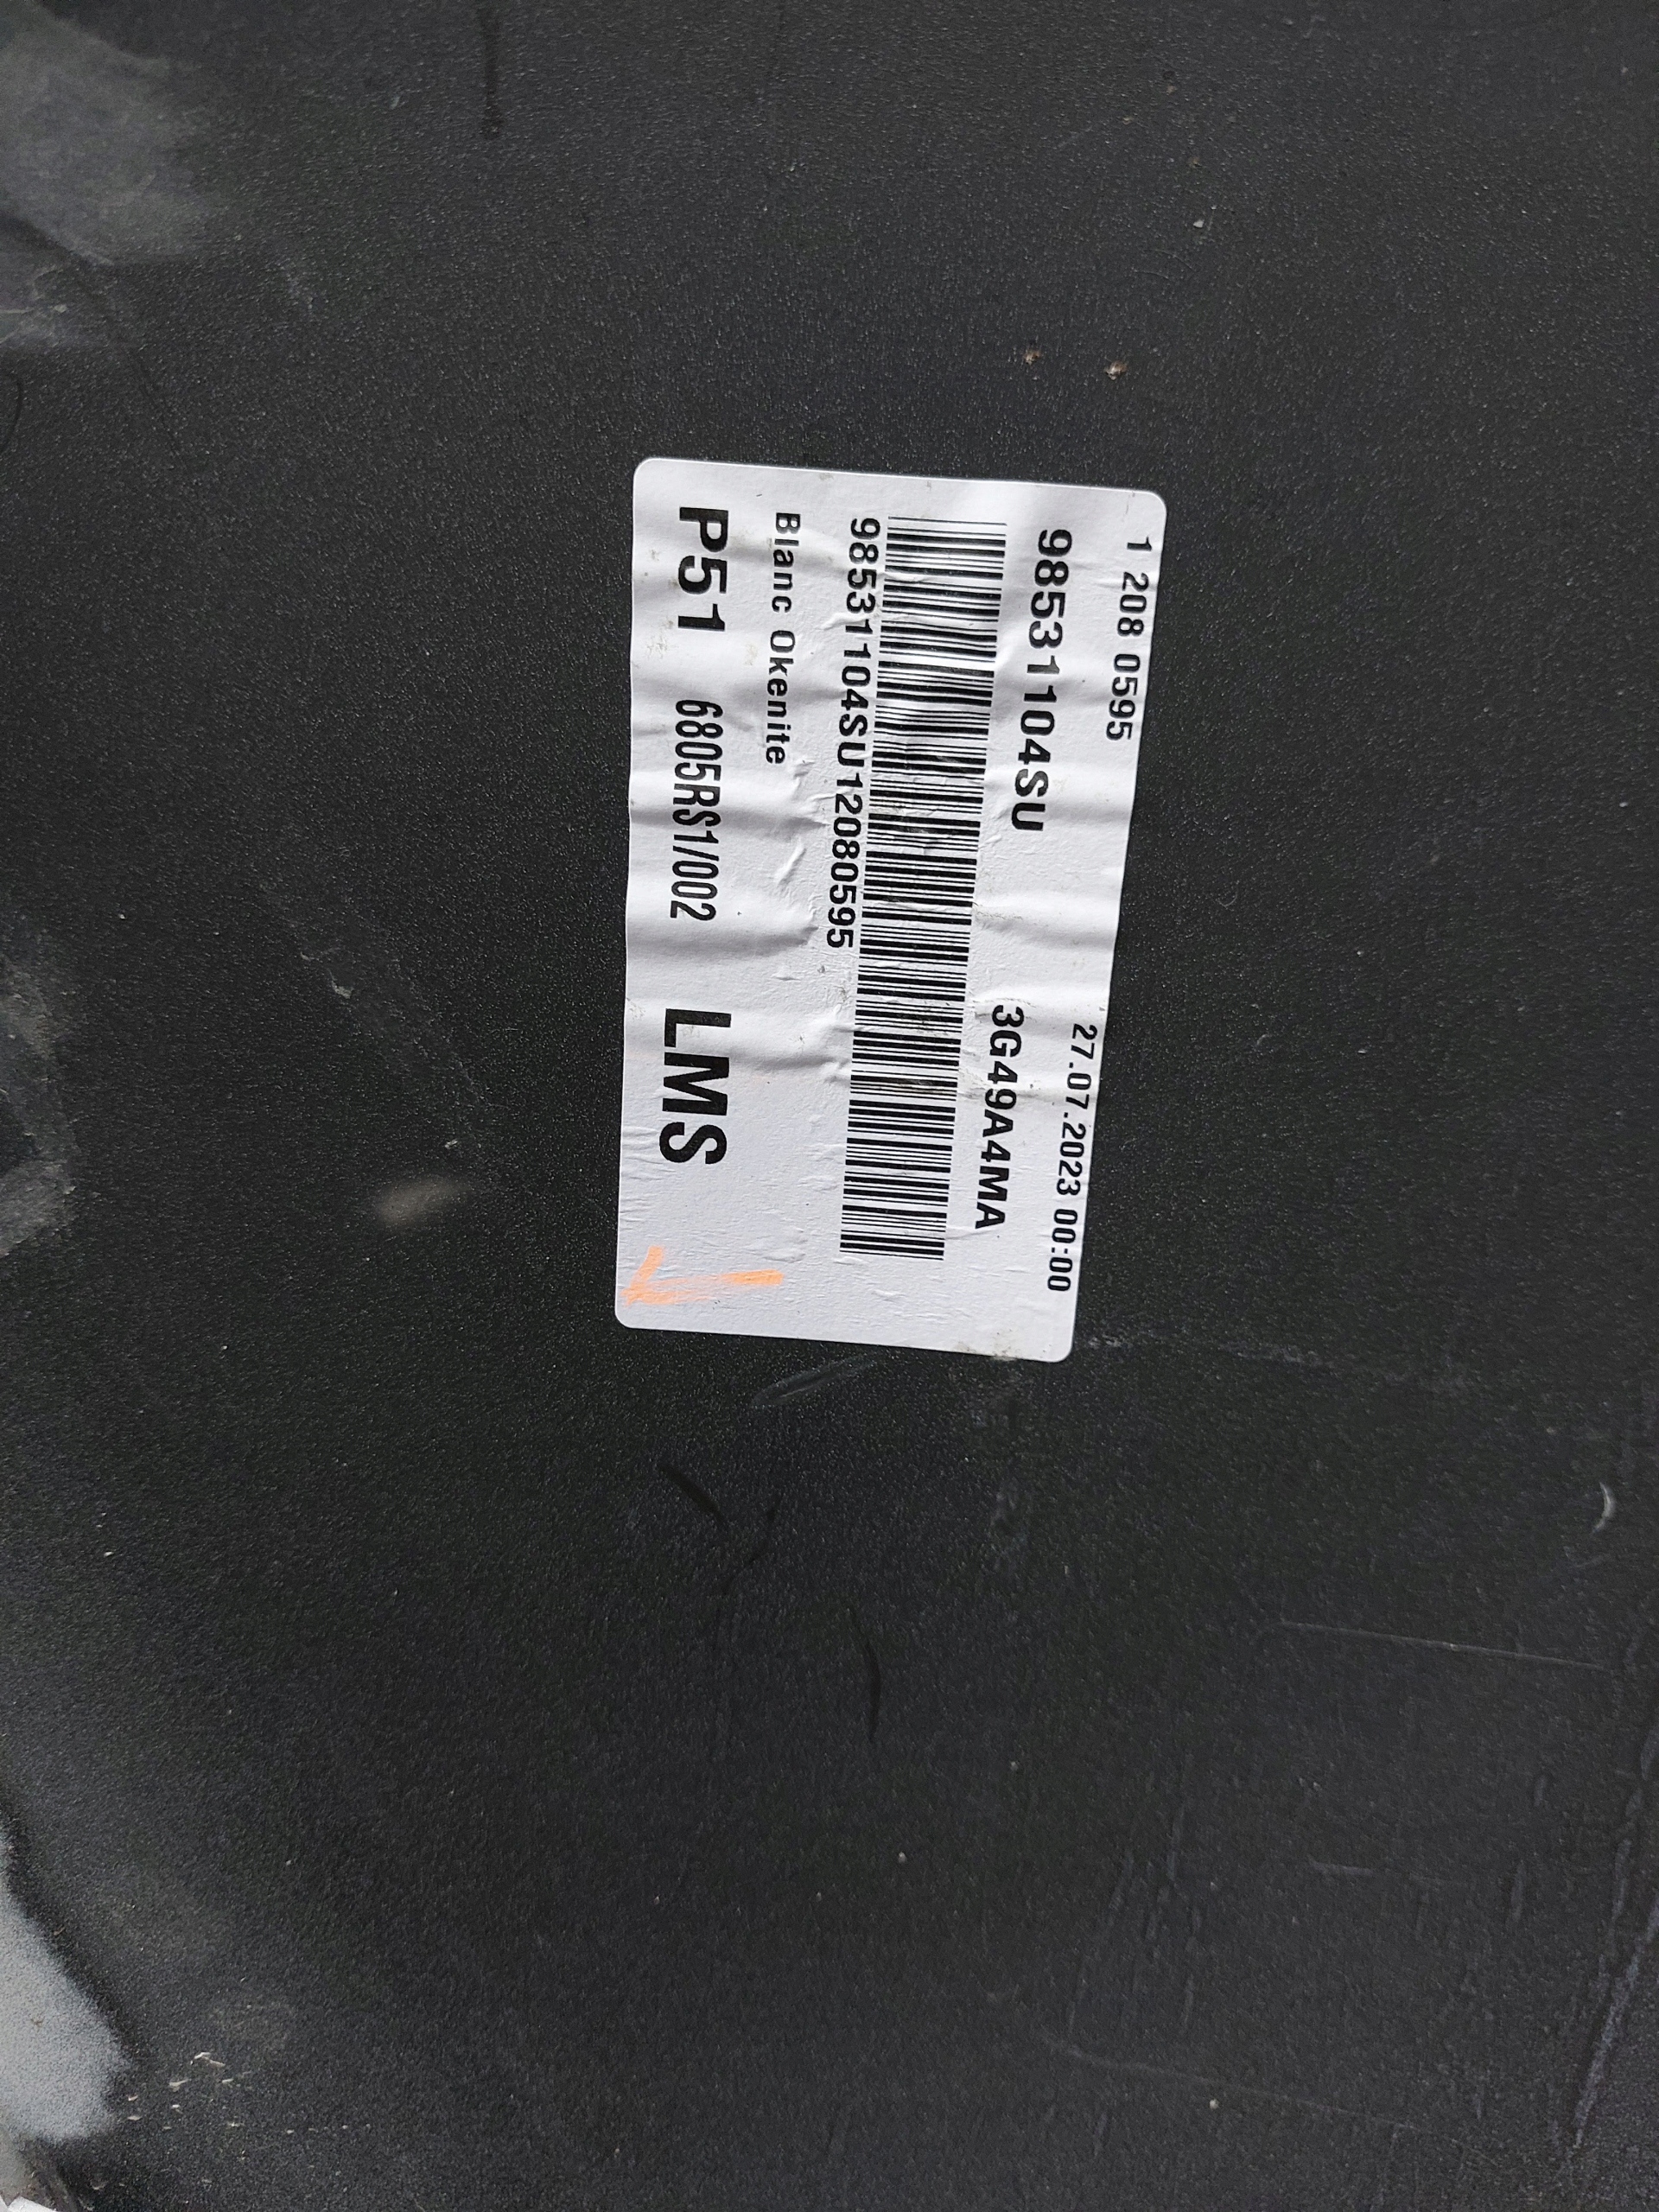 1 208 0595 27.07.2023 00:00
98531104SU 3G49A4MA
98531104SU12080595
Blanc Okenite
P51 6805RS1/002 LMS